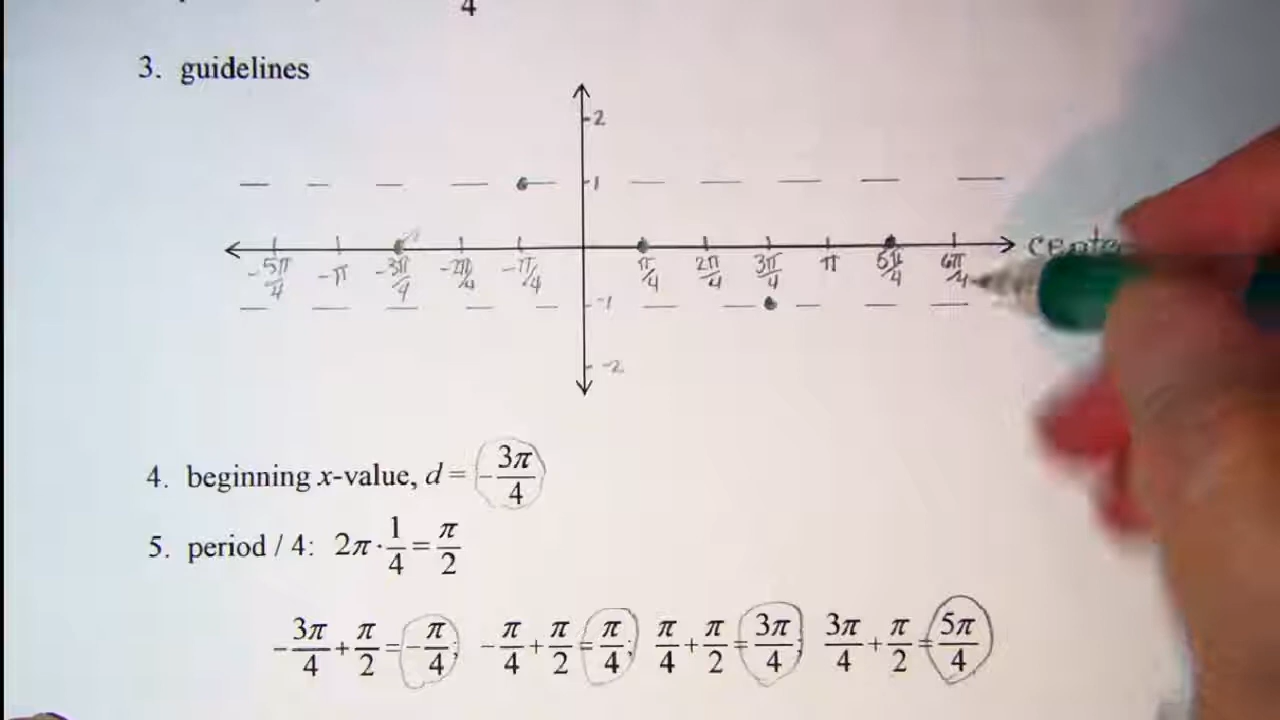 4
3. guidelines
2
1
-5π/4 -π -3π/4 -2π/4 -π/4 π/4 2π/4 3π/4 π 5π/4 6π/4
-1
-2
4. beginning x-value, d = -3π/4
5. period / 4: 2π · 1/4 = π/2
-3π/4 + π/2 = -π/4; -π/4 + π/2 = π/4; π/4 + π/2 = 3π/4; 3π/4 + π/2 = 5π/4